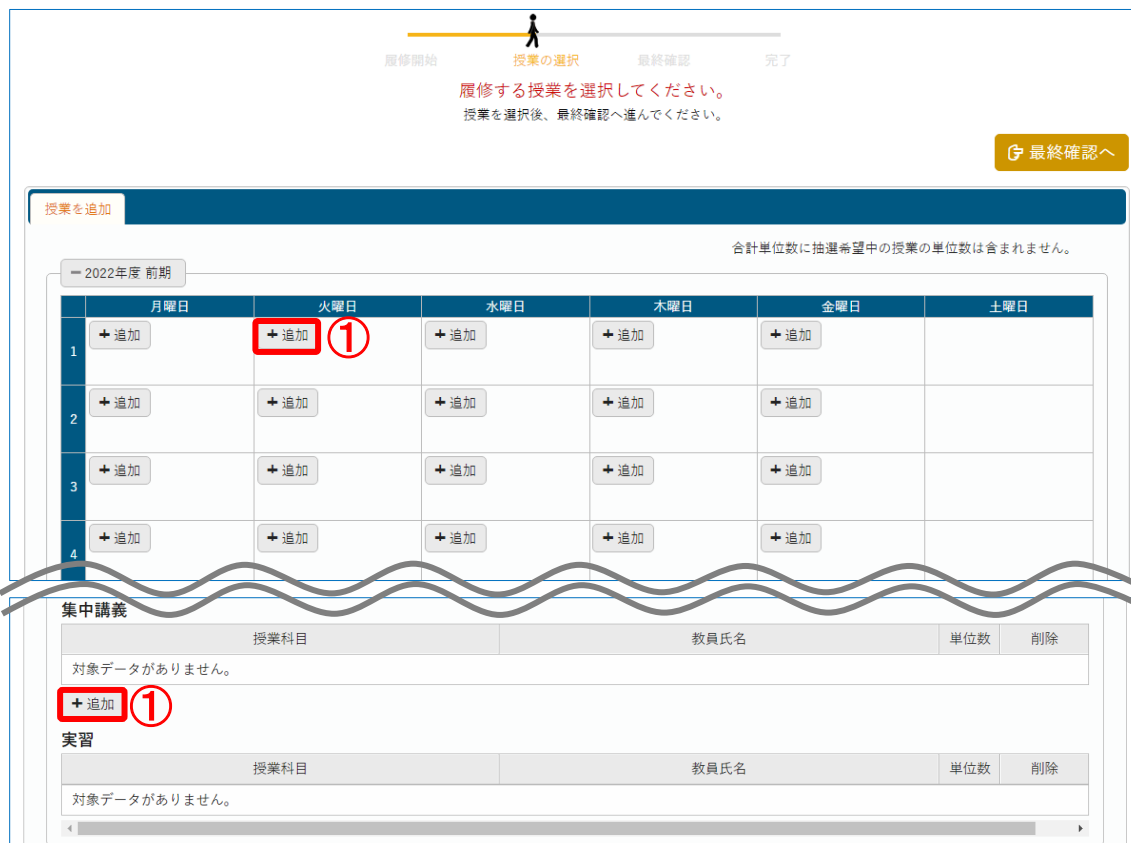 履修開始 授業の選択 最終確認 完了
履修する授業を選択してください。
授業を選択後、最終確認へ進んでください。
最終確認へ
授業を追加
合計単位数に抽選希望中の授業の単位数は含まれません。
2022年度 前期
月曜日 火曜日 水曜日 木曜日 金曜日 土曜日
1 +追加 +追加 ① +追加 +追加 +追加
2 +追加 +追加 +追加 +追加 +追加
3 +追加 +追加 +追加 +追加 +追加
4 +追加 +追加 +追加 +追加 +追加
集中講義
授業科目 教員氏名 単位数 削除
対象データがありません。
+追加 ①
実習
授業科目 教員氏名 単位数 削除
対象データがありません。